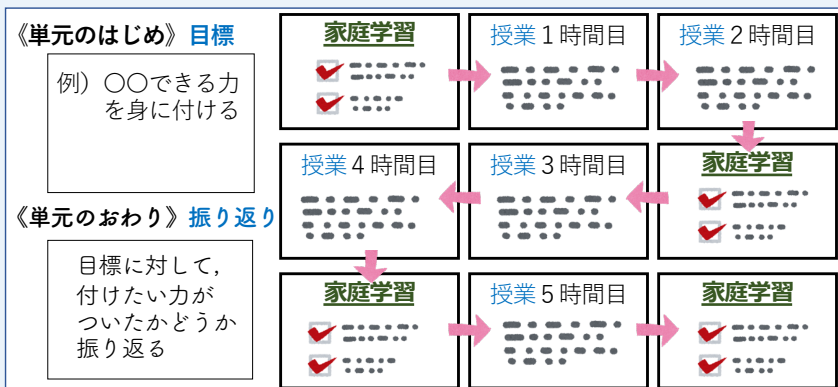 《単元のはじめ》目標
例）〇〇できる力
を身に付ける
《単元のおわり》振り返り
目標に対して，
付けたい力が
ついたかどうか
振り返る
家庭学習
授業１時間目
授業２時間目
家庭学習
授業３時間目
授業４時間目
家庭学習
授業５時間目
家庭学習